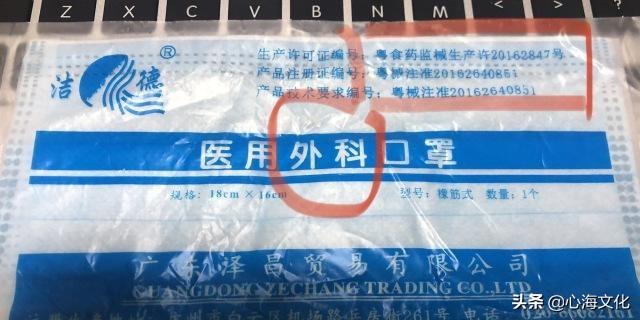 Z X C V B N M < >
洁德®
生产许可证编号：粤食药监械生产许20162847号
产品注册证编号：粤械注准20162640851
产品技术要求编号：粤械注准20162640851
医用外科口罩
规格：18cm×16cm 型号：橡筋式 数量：1个
广东泽昌贸易有限公司
GUANGDONG ZECHANG TRADING CO.,LTD
头条 @心海文化